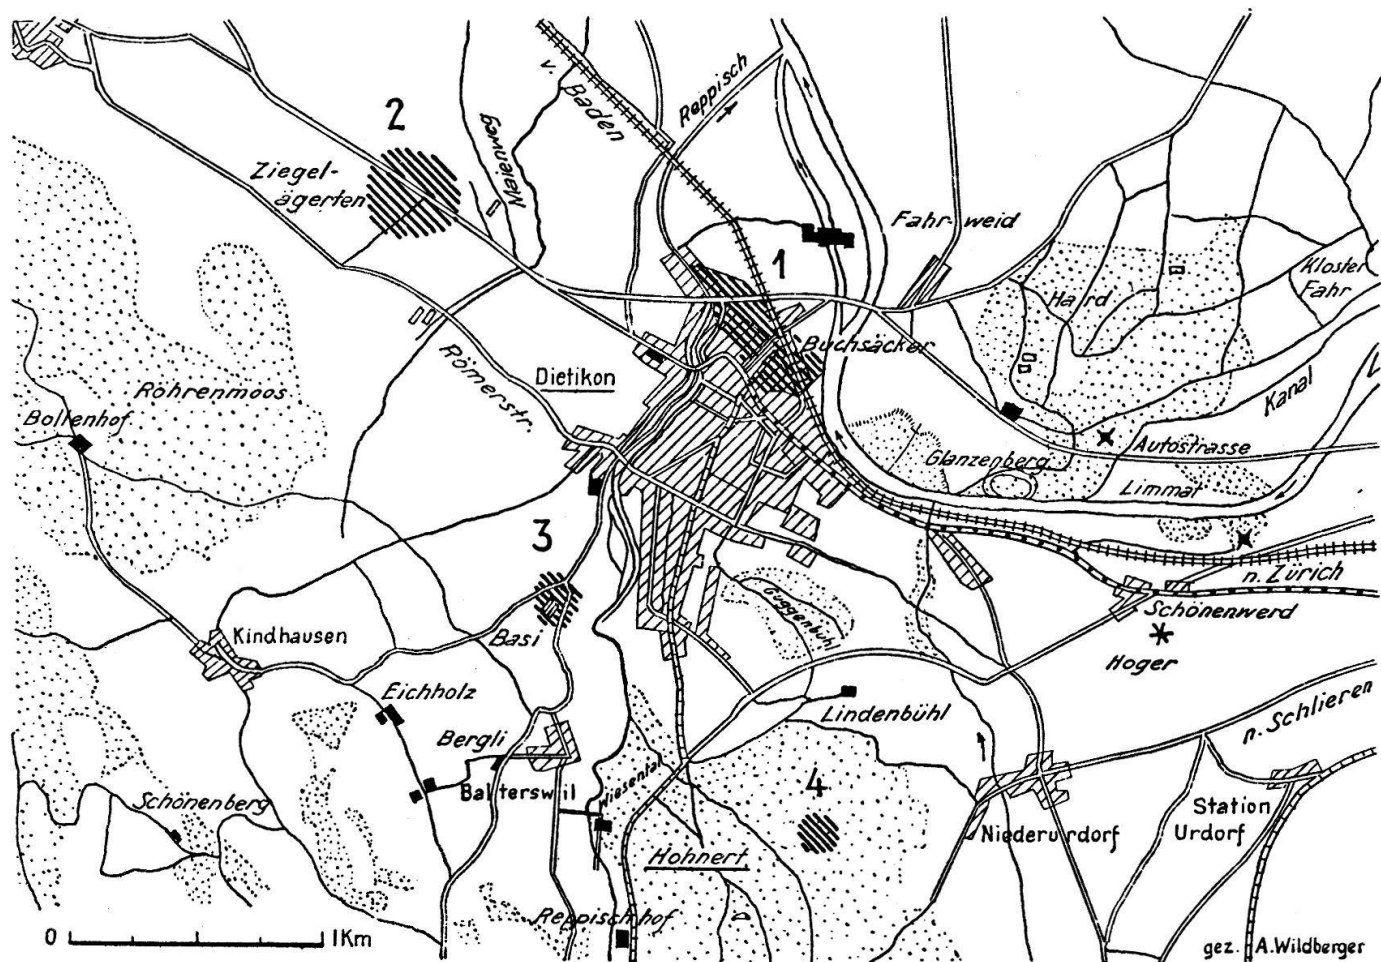 2
v. Baden
Reppisch
Meienweg
Ziegel-
ägerten
1
Fahrweid
Kloster
Fahr
Hard
Buchsäcker
Römerstr.
Dietikon
Röhrenmoos
Bollenhof
Kanal
Autostrasse
Glanzenberg
Limmat
3
n. Zürich
Guggenbühl
Schönenwerd
Basi
Kindhausen
Hoger
Eichholz
Lindenbühl
n. Schlieren
Bergli
Wiesental
4
Balterswil
Schönenberg
Station
Urdorf
Niederurdorf
Hohnert
Reppischhof
0 1Km
gez. A.Wildberger